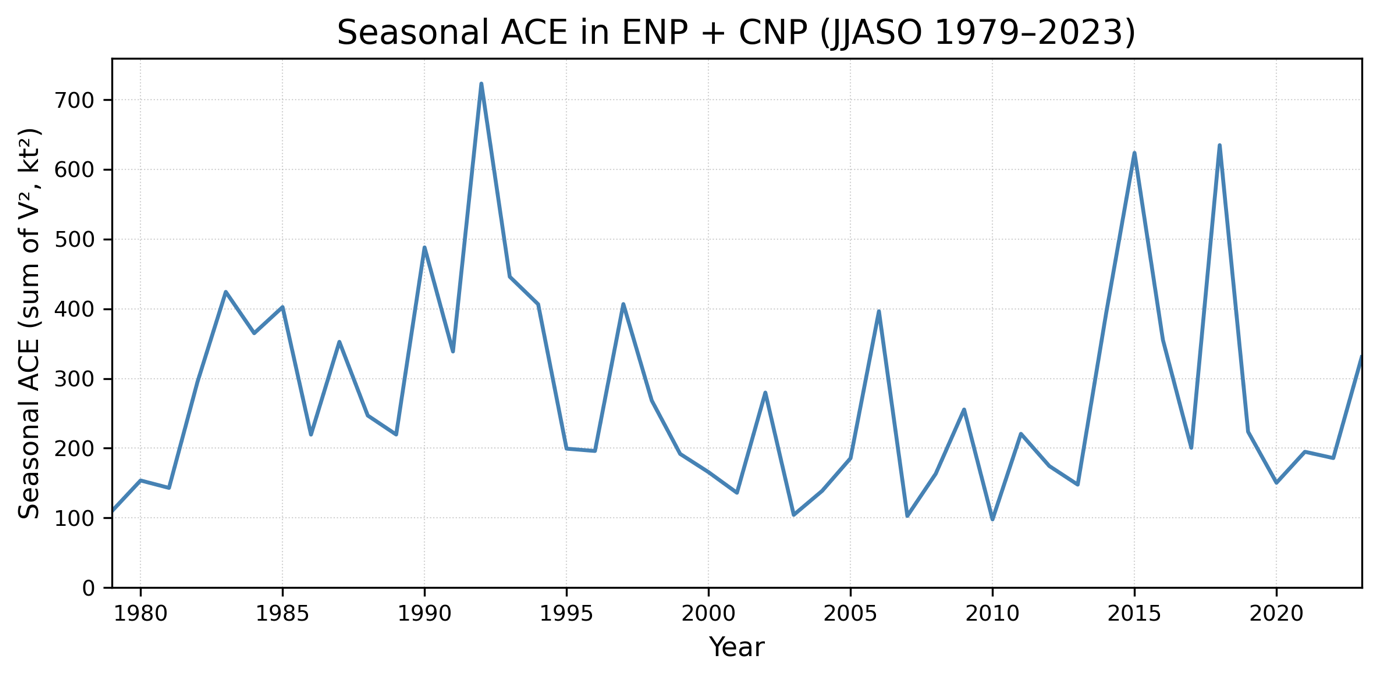 Seasonal ACE in ENP + CNP (JJASO 1979–2023)
Seasonal ACE (sum of V², kt²)
700
600
500
400
300
200
100
0
1980 1985 1990 1995 2000 2005 2010 2015 2020
Year